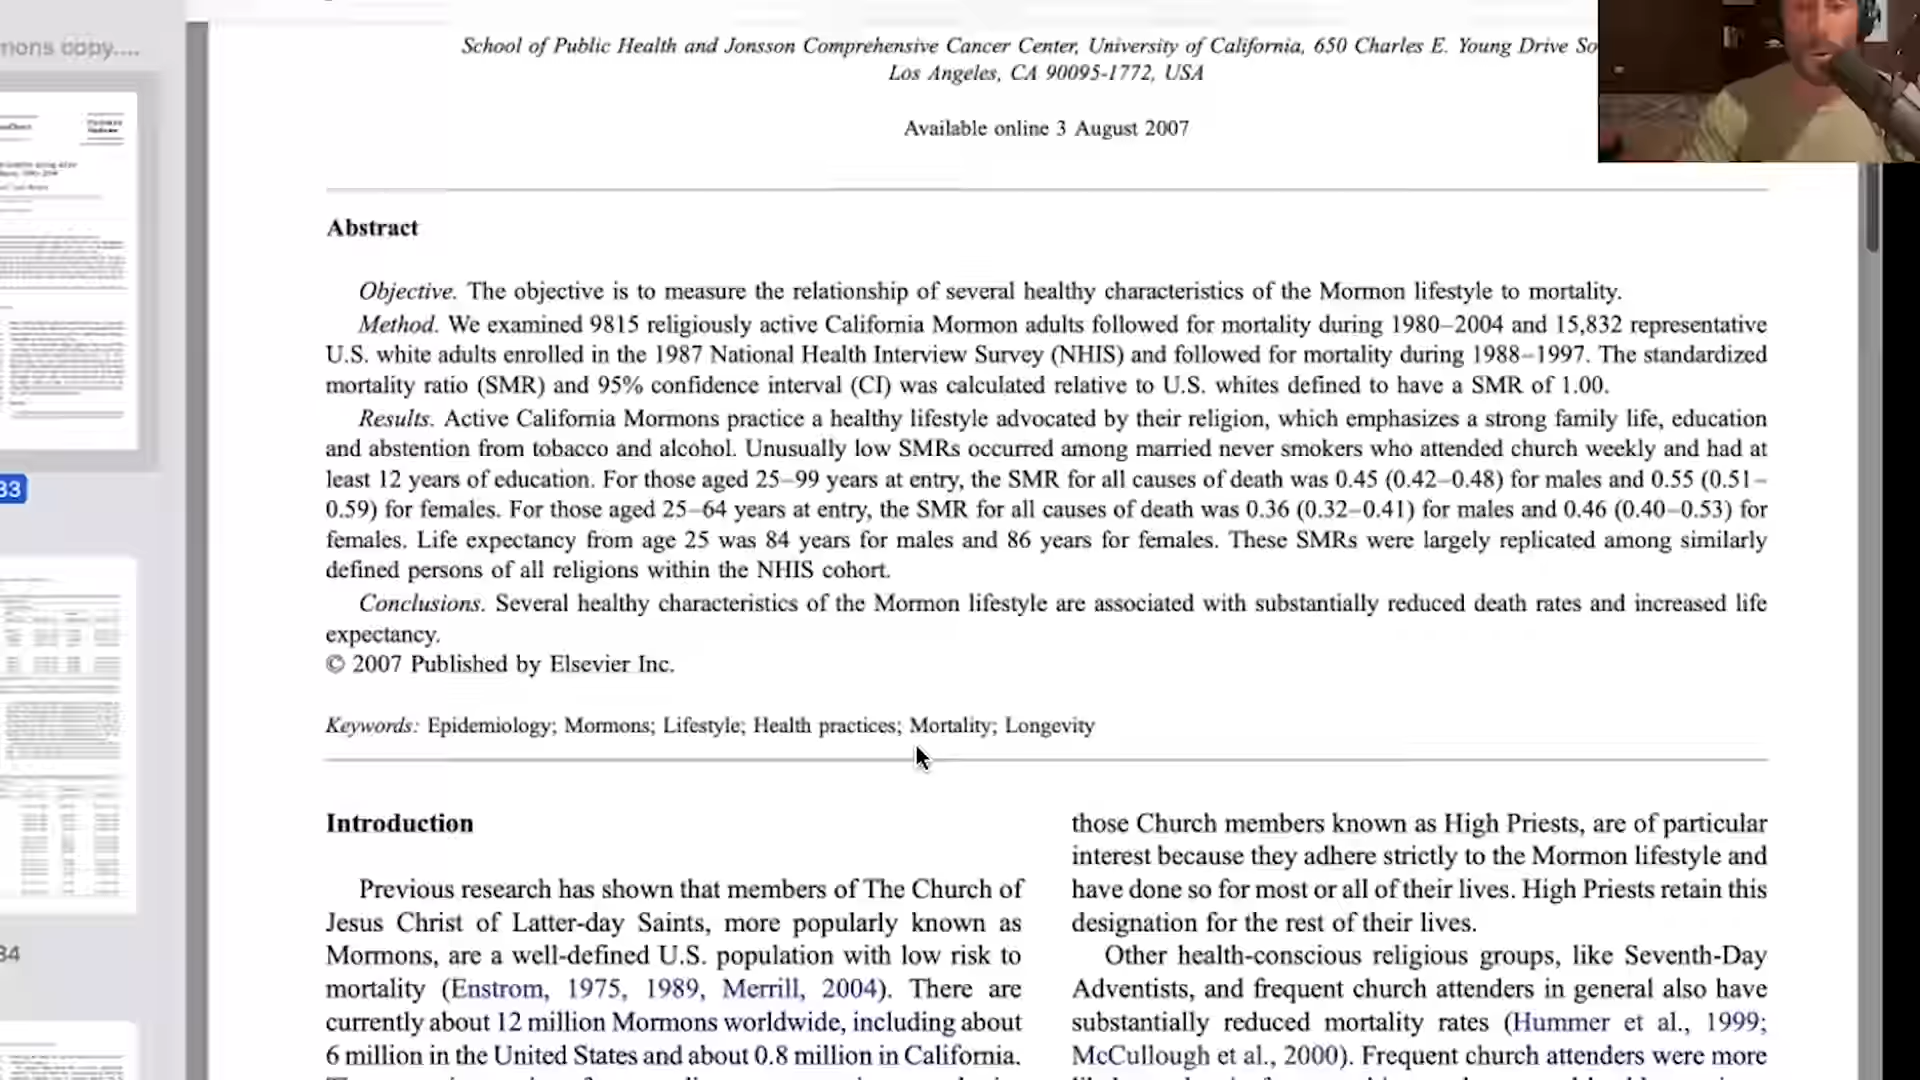 nons copy....
School of Public Health and Jonsson Comprehensive Cancer Center, University of California, 650 Charles E. Young Drive So
Los Angeles, CA 90095-1772, USA
Available online 3 August 2007
Abstract
Objective. The objective is to measure the relationship of several healthy characteristics of the Mormon lifestyle to mortality.
Method. We examined 9815 religiously active California Mormon adults followed for mortality during 1980–2004 and 15,832 representative
U.S. white adults enrolled in the 1987 National Health Interview Survey (NHIS) and followed for mortality during 1988–1997. The standardized
mortality ratio (SMR) and 95% confidence interval (CI) was calculated relative to U.S. whites defined to have a SMR of 1.00.
Results. Active California Mormons practice a healthy lifestyle advocated by their religion, which emphasizes a strong family life, education
and abstention from tobacco and alcohol. Unusually low SMRs occurred among married never smokers who attended church weekly and had at
least 12 years of education. For those aged 25–99 years at entry, the SMR for all causes of death was 0.45 (0.42–0.48) for males and 0.55 (0.51–
0.59) for females. For those aged 25–64 years at entry, the SMR for all causes of death was 0.36 (0.32–0.41) for males and 0.46 (0.40–0.53) for
females. Life expectancy from age 25 was 84 years for males and 86 years for females. These SMRs were largely replicated among similarly
defined persons of all religions within the NHIS cohort.
Conclusions. Several healthy characteristics of the Mormon lifestyle are associated with substantially reduced death rates and increased life
expectancy.
© 2007 Published by Elsevier Inc.
Keywords: Epidemiology; Mormons; Lifestyle; Health practices; Mortality; Longevity
Introduction
Previous research has shown that members of The Church of
Jesus Christ of Latter-day Saints, more popularly known as
Mormons, are a well-defined U.S. population with low risk to
mortality (Enstrom, 1975, 1989, Merrill, 2004). There are
currently about 12 million Mormons worldwide, including about
6 million in the United States and about 0.8 million in California.
those Church members known as High Priests, are of particular
interest because they adhere strictly to the Mormon lifestyle and
have done so for most or all of their lives. High Priests retain this
designation for the rest of their lives.
Other health-conscious religious groups, like Seventh-Day
Adventists, and frequent church attenders in general also have
substantially reduced mortality rates (Hummer et al., 1999;
McCullough et al., 2000). Frequent church attenders were more
33
34